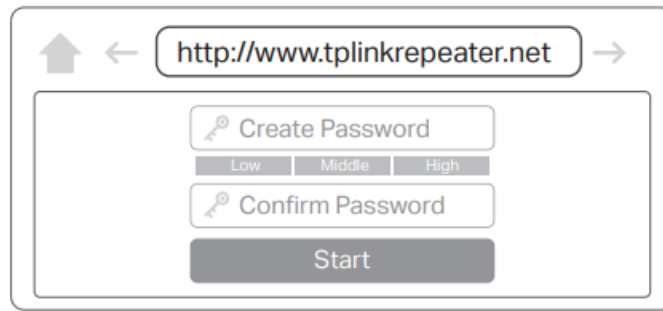 http://www.tplinkrepeater.net
Create Password
Low Middle High
Confirm Password
Start